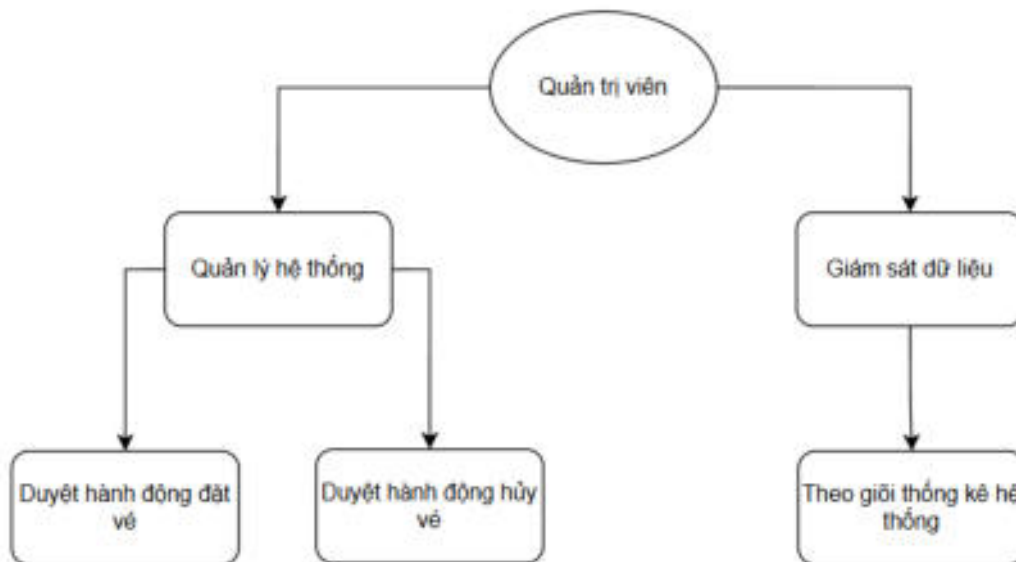 Quản trị viên
Quản lý hệ thống
Giám sát dữ liệu
Duyệt hành động đặt
vé
Duyệt hành động hủy
vé
Theo giõi thống kê hệ
thống